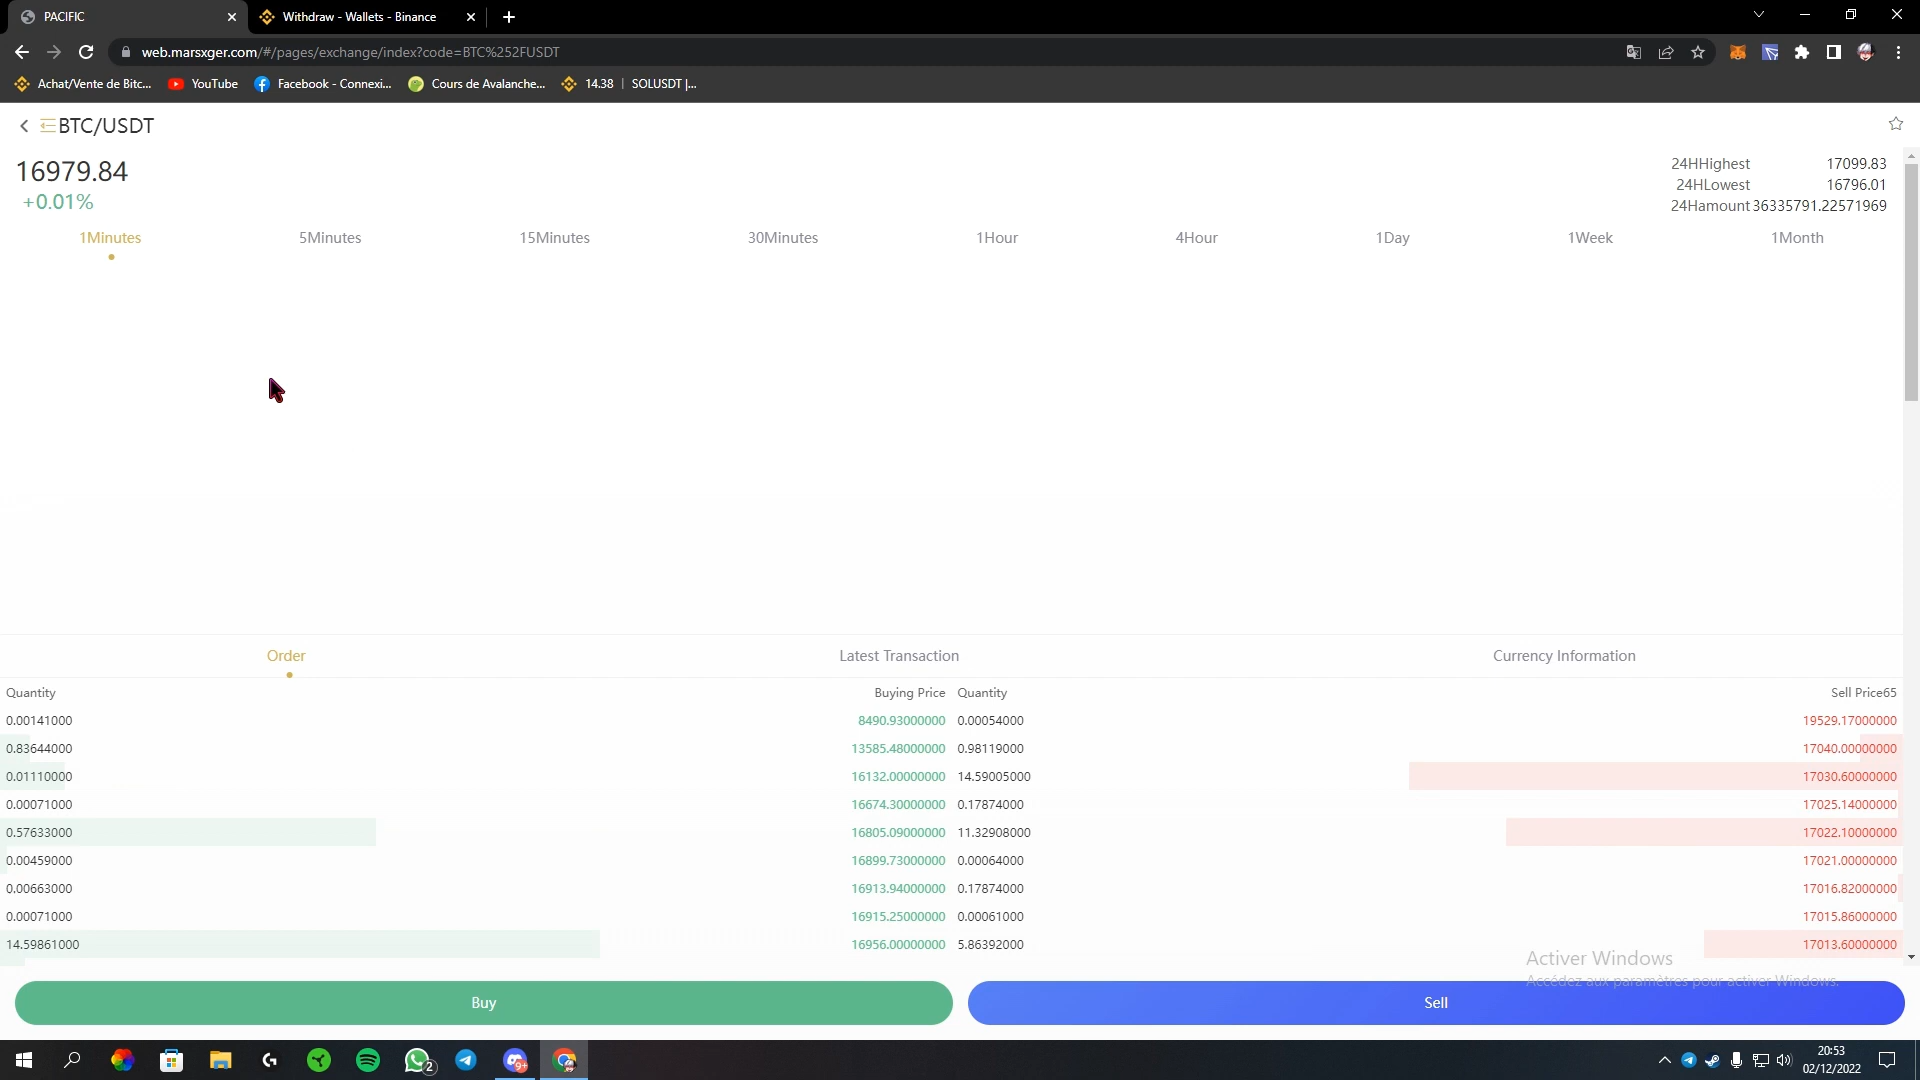 PACIFIC
Withdraw - Wallets - Binance
web.marsxger.com/#/pages/exchange/index?code=BTC%252FUSDT
Achat/Vente de Bitc...
YouTube
Facebook - Connexi...
Cours de Avalanche...
14.38 | SOLUSDT |...
BTC/USDT
16979.84
+0.01%
24HHighest 17099.83
24HLowest 16796.01
24Hamount 36335791.22571969
1Minutes 5Minutes 15Minutes 30Minutes 1Hour 4Hour 1Day 1Week 1Month
Order Latest Transaction Currency Information
Quantity Buying Price Quantity Sell Price65
0.00141000 8490.93000000 0.00054000 19529.17000000
0.83644000 13585.48000000 0.98119000 17040.00000000
0.01110000 16132.00000000 14.59005000 17030.60000000
0.00071000 16674.30000000 0.17874000 17025.14000000
0.57633000 16805.09000000 11.32908000 17022.10000000
0.00459000 16899.73000000 0.00064000 17021.00000000
0.00663000 16913.94000000 0.17874000 17016.82000000
0.00071000 16915.25000000 0.00061000 17015.86000000
14.59861000 16956.00000000 5.86392000 17013.60000000
Activer Windows
Accédez aux paramètres pour activer Windows.
Buy Sell
2
9+
20:53
02/12/2022